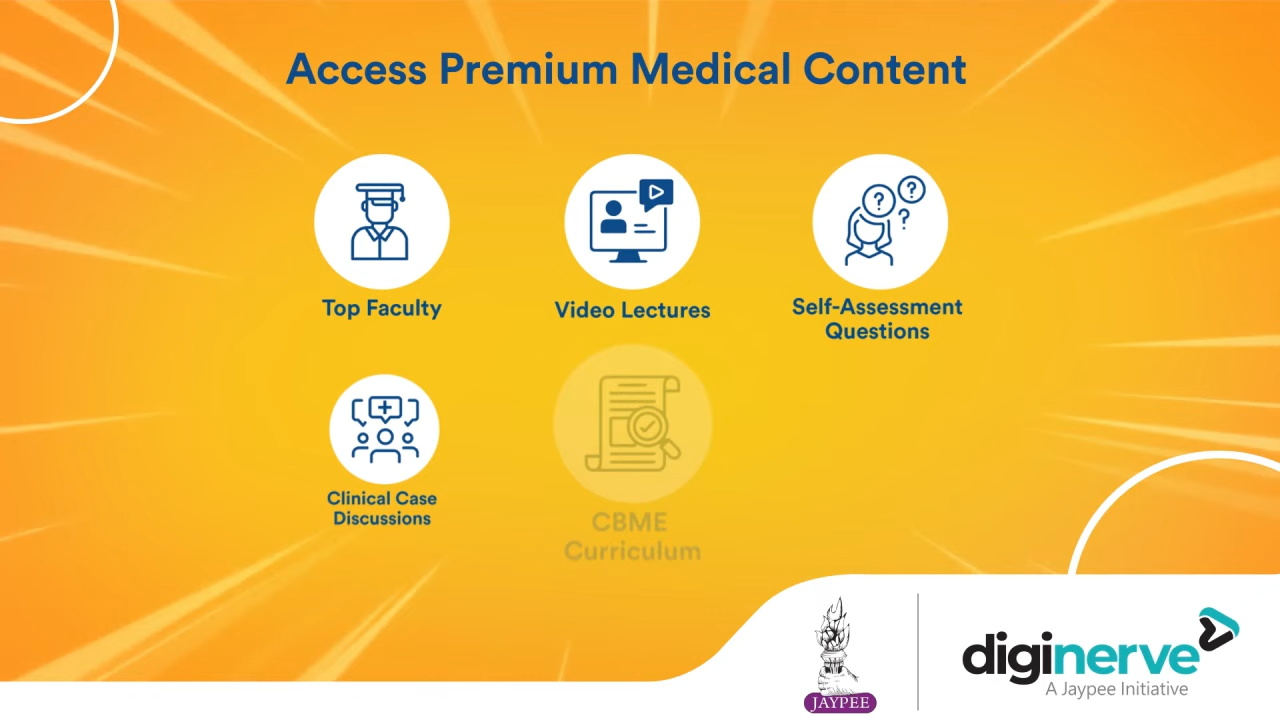 Access Premium Medical Content
Top Faculty
Video Lectures
Self-Assessment
Questions
Clinical Case
Discussions
CBME
Curriculum
JAYPEE
diginerve
A Jaypee Initiative